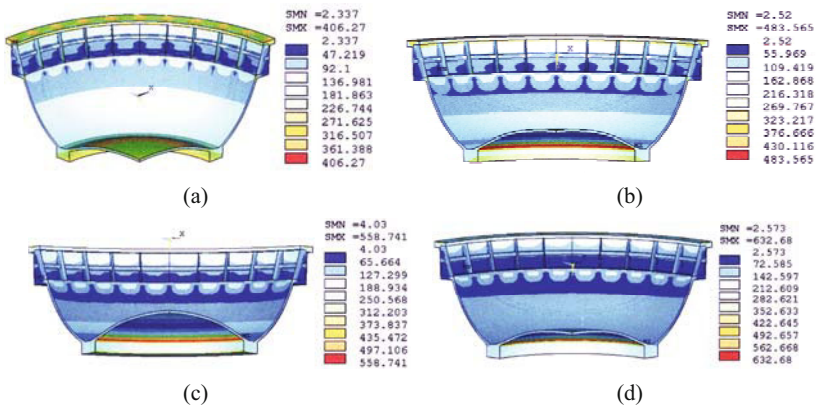 SMN =2.337
SMX =406.27
2.337
47.219
92.1
136.981
181.863
226.744
271.625
316.507
361.388
406.27
X
(a)
SMN =2.52
SMX =483.565
2.52
55.969
109.419
162.868
216.318
269.767
323.217
376.666
430.116
483.565
X
(b)
SMN =4.03
SMX =558.741
4.03
65.664
127.299
188.934
250.568
312.203
373.837
435.472
497.106
558.741
X
(c)
SMN =2.573
SMX =632.68
2.573
72.585
142.597
212.609
282.621
352.633
422.645
492.657
562.668
632.68
(d)